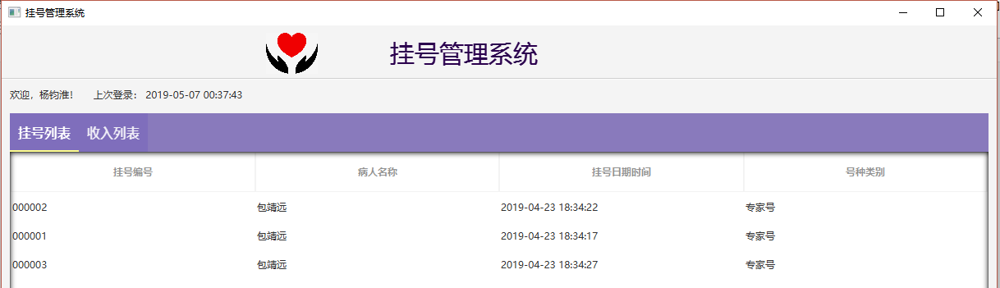 挂号管理系统
挂号管理系统
欢迎，杨钧淮！ 上次登录： 2019-05-07 00:37:43
挂号列表 收入列表
挂号编号 病人名称 挂号日期时间 号种类别
000002 包靖远 2019-04-23 18:34:22 专家号
000001 包靖远 2019-04-23 18:34:17 专家号
000003 包靖远 2019-04-23 18:34:27 专家号